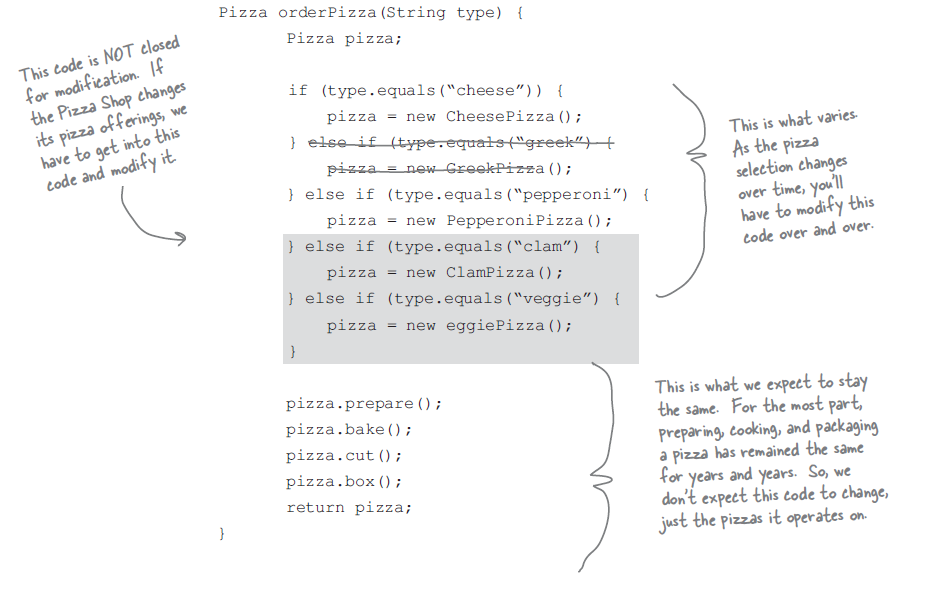 Pizza orderPizza(String type) {
Pizza pizza;
This code is NOT closed
for modification. If
the Pizza Shop changes
its pizza offerings, we
have to get into this
code and modify it.
if (type.equals(“cheese”)) {
pizza = new CheesePizza();
} else if (type.equals(“greek”) {
pizza = new GreekPizza();
} else if (type.equals(“pepperoni”) {
pizza = new PepperoniPizza();
} else if (type.equals(“clam”) {
pizza = new ClamPizza();
} else if (type.equals(“veggie”) {
pizza = new eggiePizza();
}
This is what varies.
As the pizza
selection changes
over time, you’ll
have to modify this
code over and over.
pizza.prepare();
pizza.bake();
pizza.cut();
pizza.box();
return pizza;
}
This is what we expect to stay
the same. For the most part,
preparing, cooking, and packaging
a pizza has remained the same
for years and years. So, we
don’t expect this code to change,
just the pizzas it operates on.